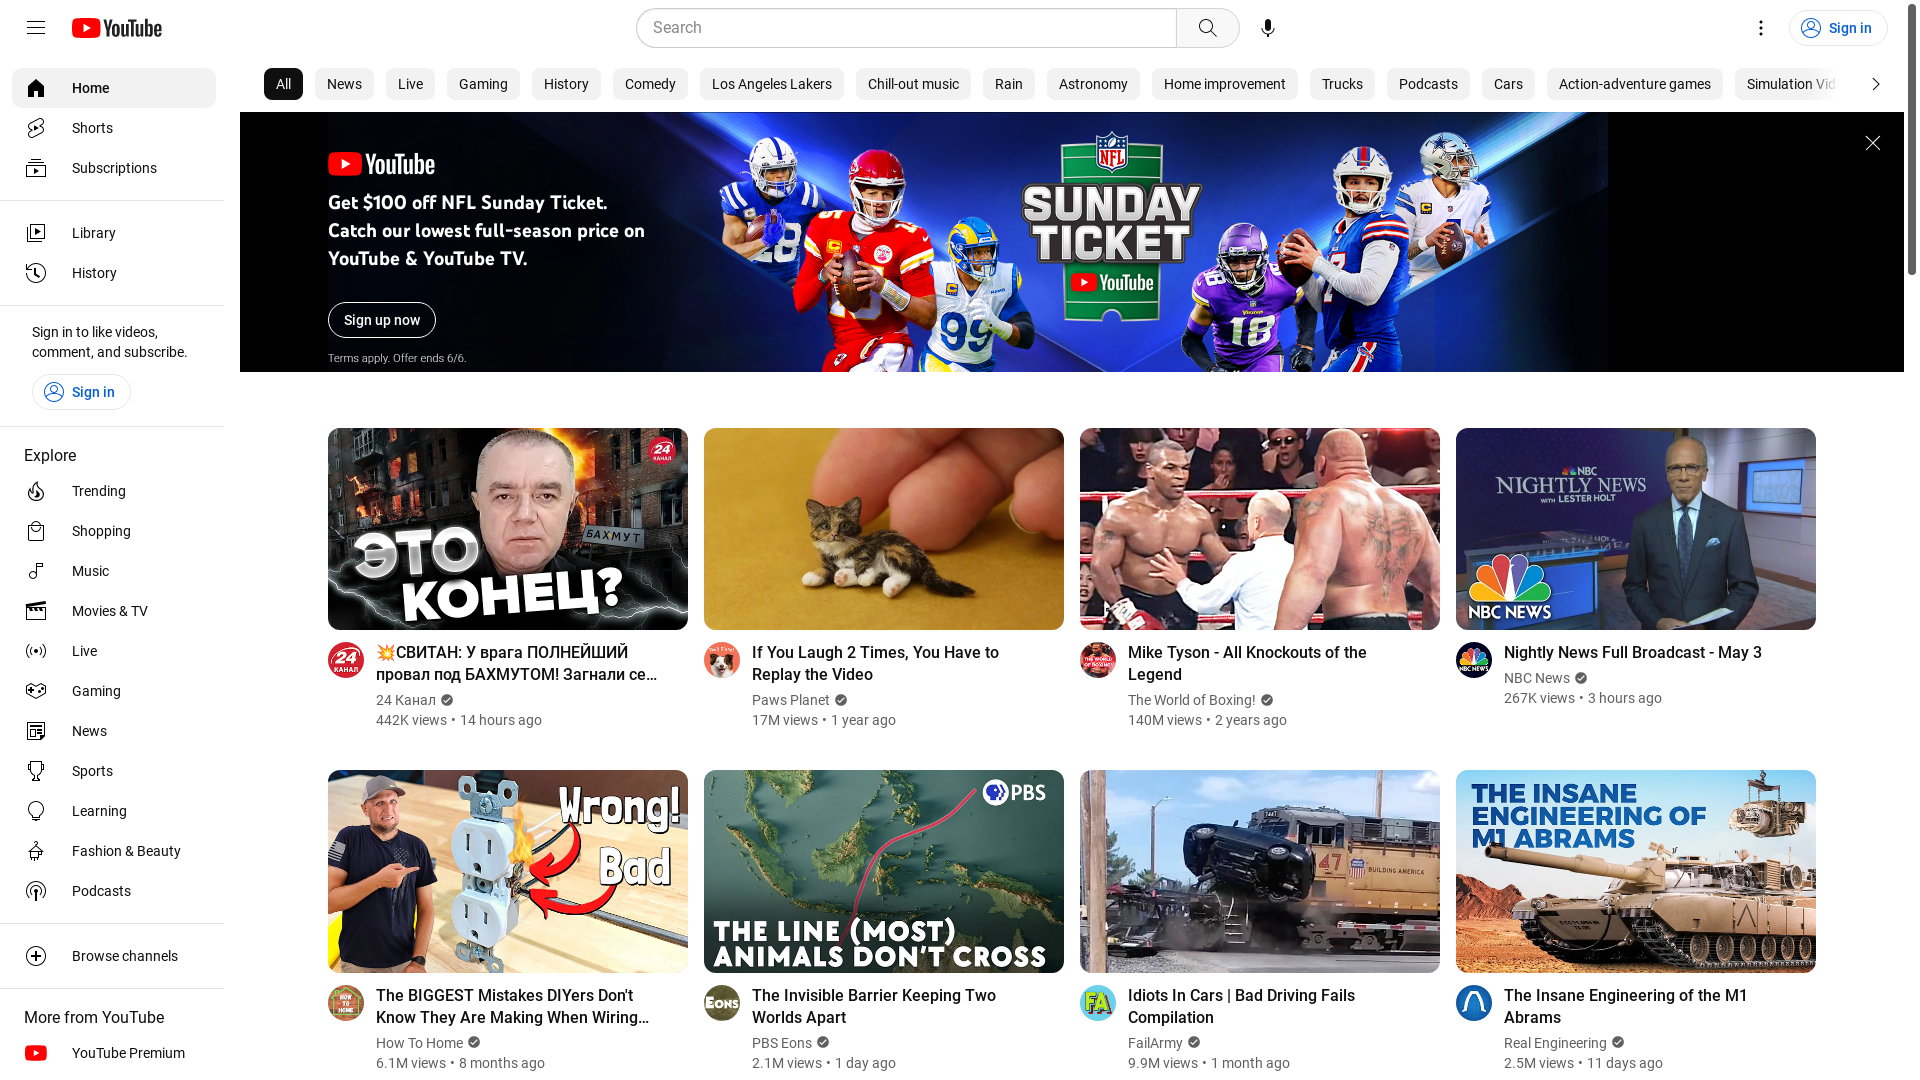 YouTube
Search
Sign in
Home
Shorts
Subscriptions
Library
History
Sign in to like videos,
comment, and subscribe.
Sign in
Explore
Trending
Shopping
Music
Movies & TV
Live
Gaming
News
Sports
Learning
Fashion & Beauty
Podcasts
Browse channels
More from YouTube
YouTube Premium
All
News
Live
Gaming
History
Comedy
Los Angeles Lakers
Chill-out music
Rain
Astronomy
Home improvement
Trucks
Podcasts
Cars
Action-adventure games
Simulation Vid
YouTube
Get $100 off NFL Sunday Ticket.
Catch our lowest full-season price on
YouTube & YouTube TV.
Sign up now
Terms apply. Offer ends 6/6.
NFL
SUNDAY
TICKET
YouTube
99
18
24
КАНАЛ
БАХМУТ
ЭТО
КОНЕЦ?
24
КАНАЛ
💥СВИТАН: У врага ПОЛНЕЙШИЙ
провал под БАХМУТОМ! Загнали се...
24 Канал
442K views • 14 hours ago
If You Laugh 2 Times, You Have to
Replay the Video
Paws Planet
17M views • 1 year ago
Mike Tyson - All Knockouts of the
Legend
The World of Boxing!
140M views • 2 years ago
NBC
NIGHTLY NEWS
WITH LESTER HOLT
NBC NEWS
Nightly News Full Broadcast - May 3
NBC News
267K views • 3 hours ago
Wrong!
Bad
HOW TO HOME
The BIGGEST Mistakes DIYers Don't
Know They Are Making When Wiring...
How To Home
6.1M views • 8 months ago
PBS
THE LINE (MOST)
ANIMALS DON'T CROSS
EONS
The Invisible Barrier Keeping Two
Worlds Apart
PBS Eons
2.1M views • 1 day ago
7447
47
BUILDING AMERICA
FA
Idiots In Cars | Bad Driving Fails
Compilation
FailArmy
9.9M views • 1 month ago
THE INSANE
ENGINEERING OF
M1 ABRAMS
The Insane Engineering of the M1
Abrams
Real Engineering
2.5M views • 11 days ago